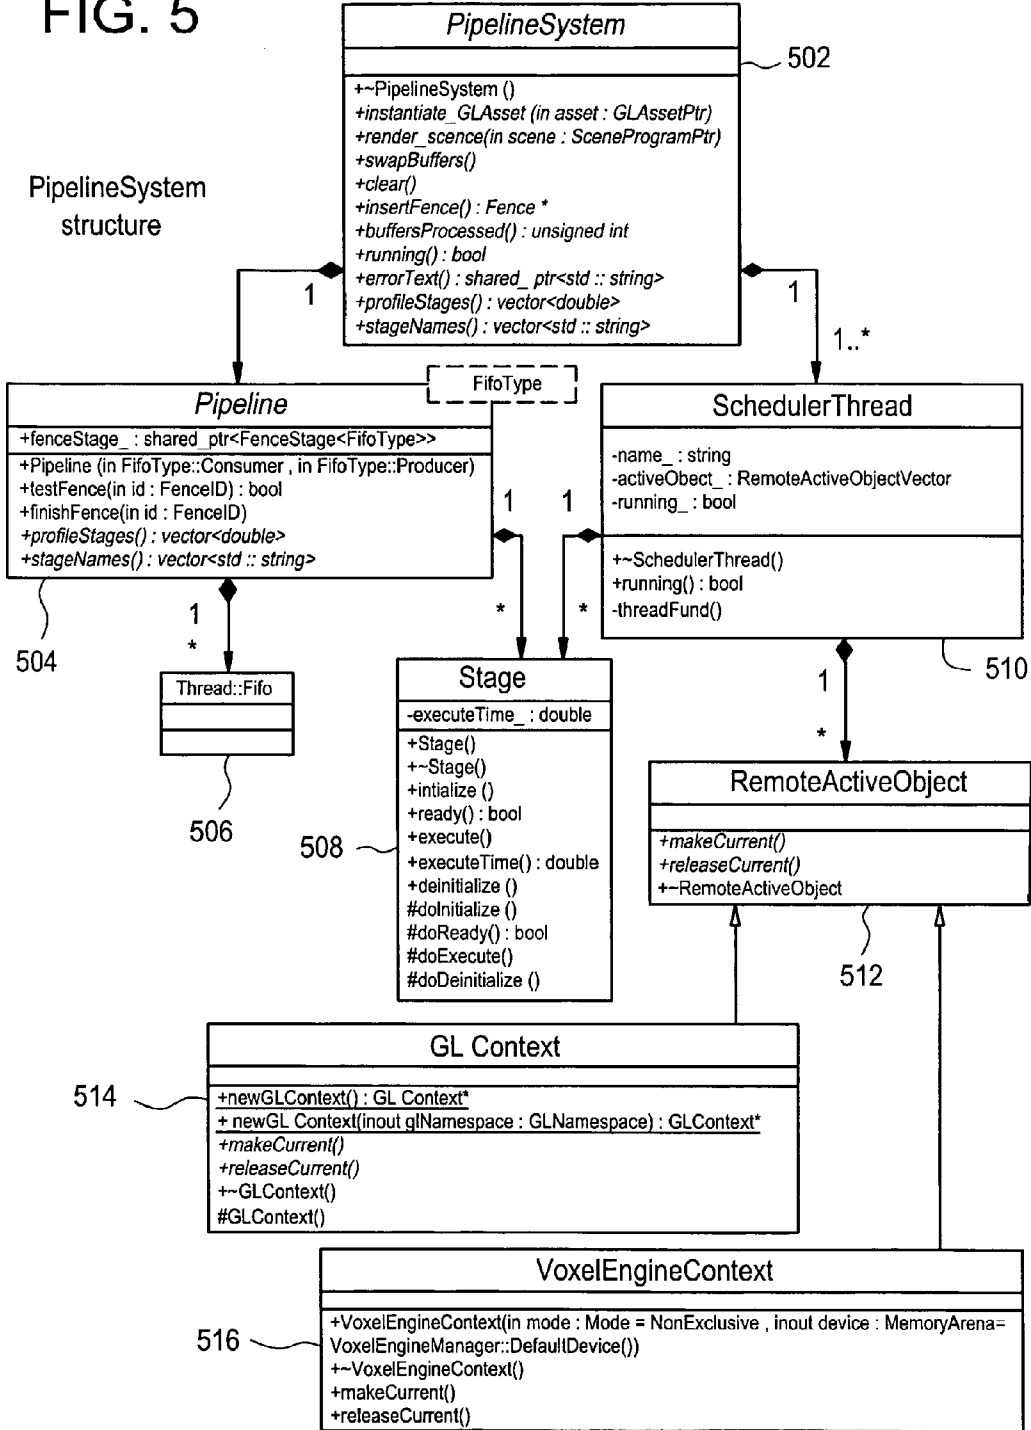 FIG. 5
PipelineSystem
502
+~PipelineSystem ()
+instantiate_GLAsset (in asset : GLAssetPtr)
+render_scence(in scene : SceneProgramPtr)
+swapBuffers()
+clear()
+insertFence() : Fence *
+buffersProcessed() : unsigned int
+running() : bool
+errorText() : shared_ ptr<std :: string>
+profileStages() : vector<double>
+stageNames() : vector<std :: string>
PipelineSystem
structure
1
1
1..*
FifoType
Pipeline
+fenceStage_ : shared_ptr<FenceStage<FifoType>>
+Pipeline (in FifoType::Consumer , in FifoType::Producer)
+testFence(in id : FenceID) : bool
+finishFence(in id : FenceID)
+profileStages() : vector<double>
+stageNames() : vector<std :: string>
504
SchedulerThread
-name_ : string
-activeObect_ : RemoteActiveObjectVector
-running_ : bool
+~SchedulerThread()
+running() : bool
-threadFund()
510
1
*
1
*
1
*
1
*
Thread::Fifo
506
Stage
-executeTime_ : double
+Stage()
+~Stage()
+intialize ()
+ready() : bool
+execute()
+executeTime() : double
+deinitialize ()
#doInitialize ()
#doReady() : bool
#doExecute()
#doDeinitialize ()
508
RemoteActiveObject
+makeCurrent()
+releaseCurrent()
+~RemoteActiveObject
512
GL Context
+newGLContext() : GL Context*
+ newGL Context(inout glNamespace : GLNamespace) : GLContext*
+makeCurrent()
+releaseCurrent()
+~GLContext()
#GLContext()
514
VoxelEngineContext
+VoxelEngineContext(in mode : Mode = NonExclusive , inout device : MemoryArena=
VoxelEngineManager::DefaultDevice())
+~VoxelEngineContext()
+makeCurrent()
+releaseCurrent()
516